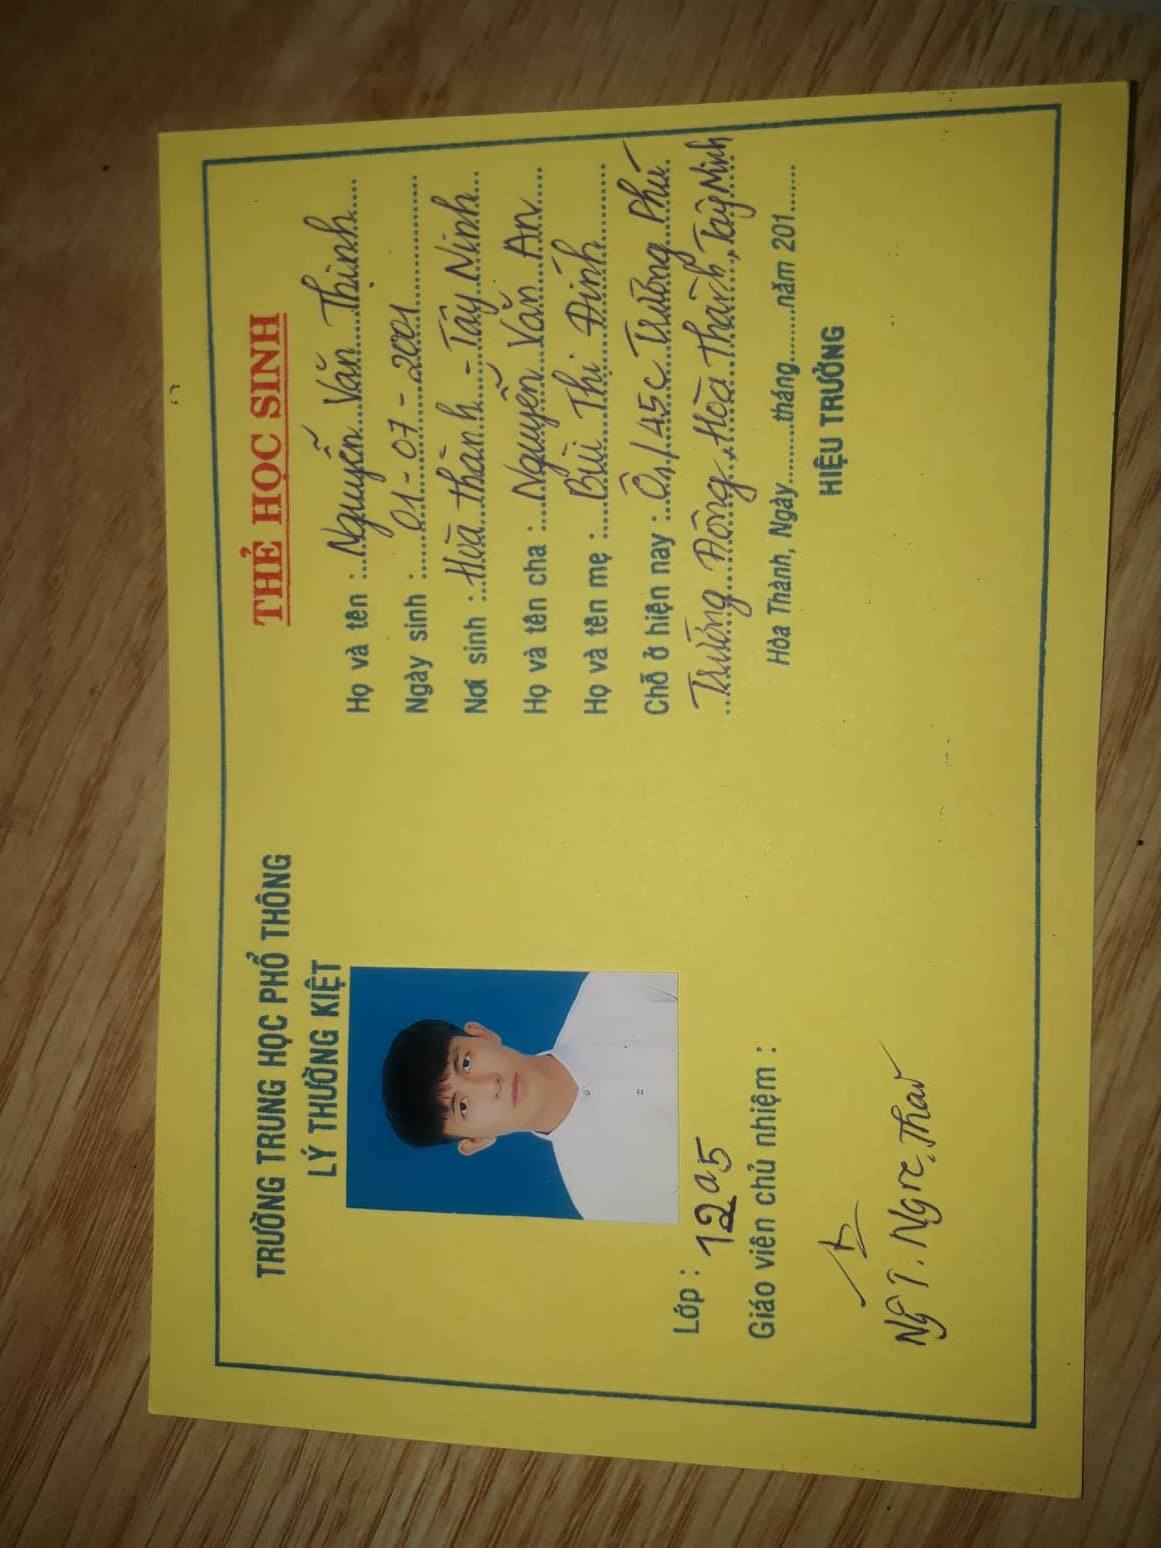 TRƯỜNG TRUNG HỌC PHỔ THÔNG
LÝ THƯỜNG KIỆT
Lớp : 12a5
Giáo viên chủ nhiệm :
Ng T. Ngọc Thảo
THẺ HỌC SINH
Họ và tên : Nguyễn Văn Thịnh
Ngày sinh : 01-07-2001
Nơi sinh : Hòa Thành - Tây Ninh
Họ và tên cha : Nguyễn Văn An
Họ và tên mẹ : Bùi Thị Đính
Chỗ ở hiện nay : Ô 1/45C Trường Phú
Trường Đông, Hòa Thành, Tây Ninh
Hòa Thành, Ngày.........tháng.........năm 201......
HIỆU TRƯỞNG